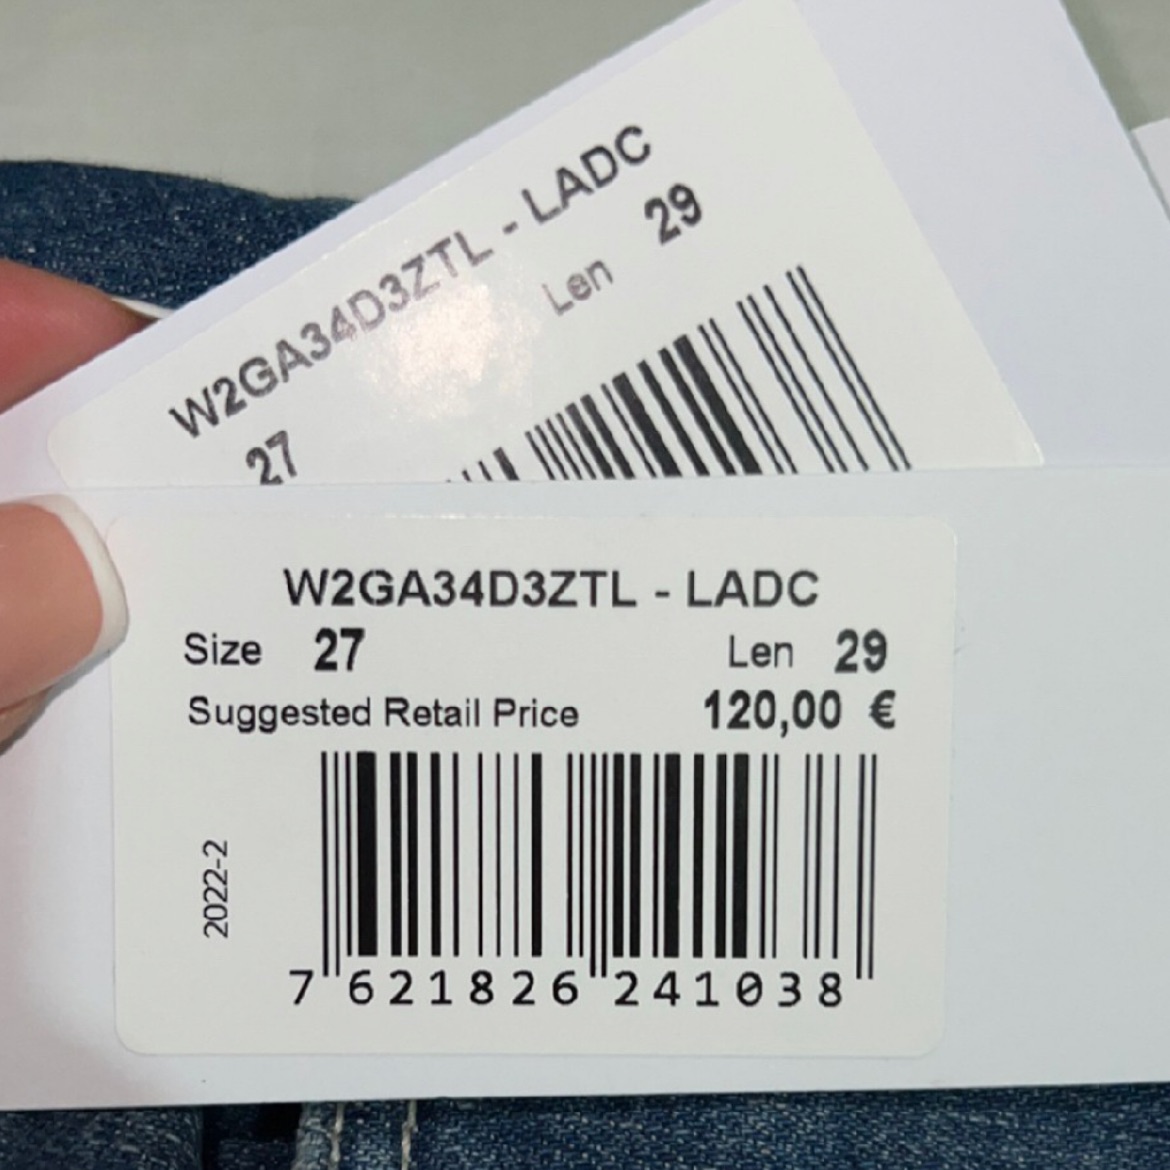 W2GA34D3ZTL - LADC
Len 29
27
W2GA34D3ZTL - LADC
Size 27 Len 29
Suggested Retail Price 120,00 €
2022-2
7 621826 241038